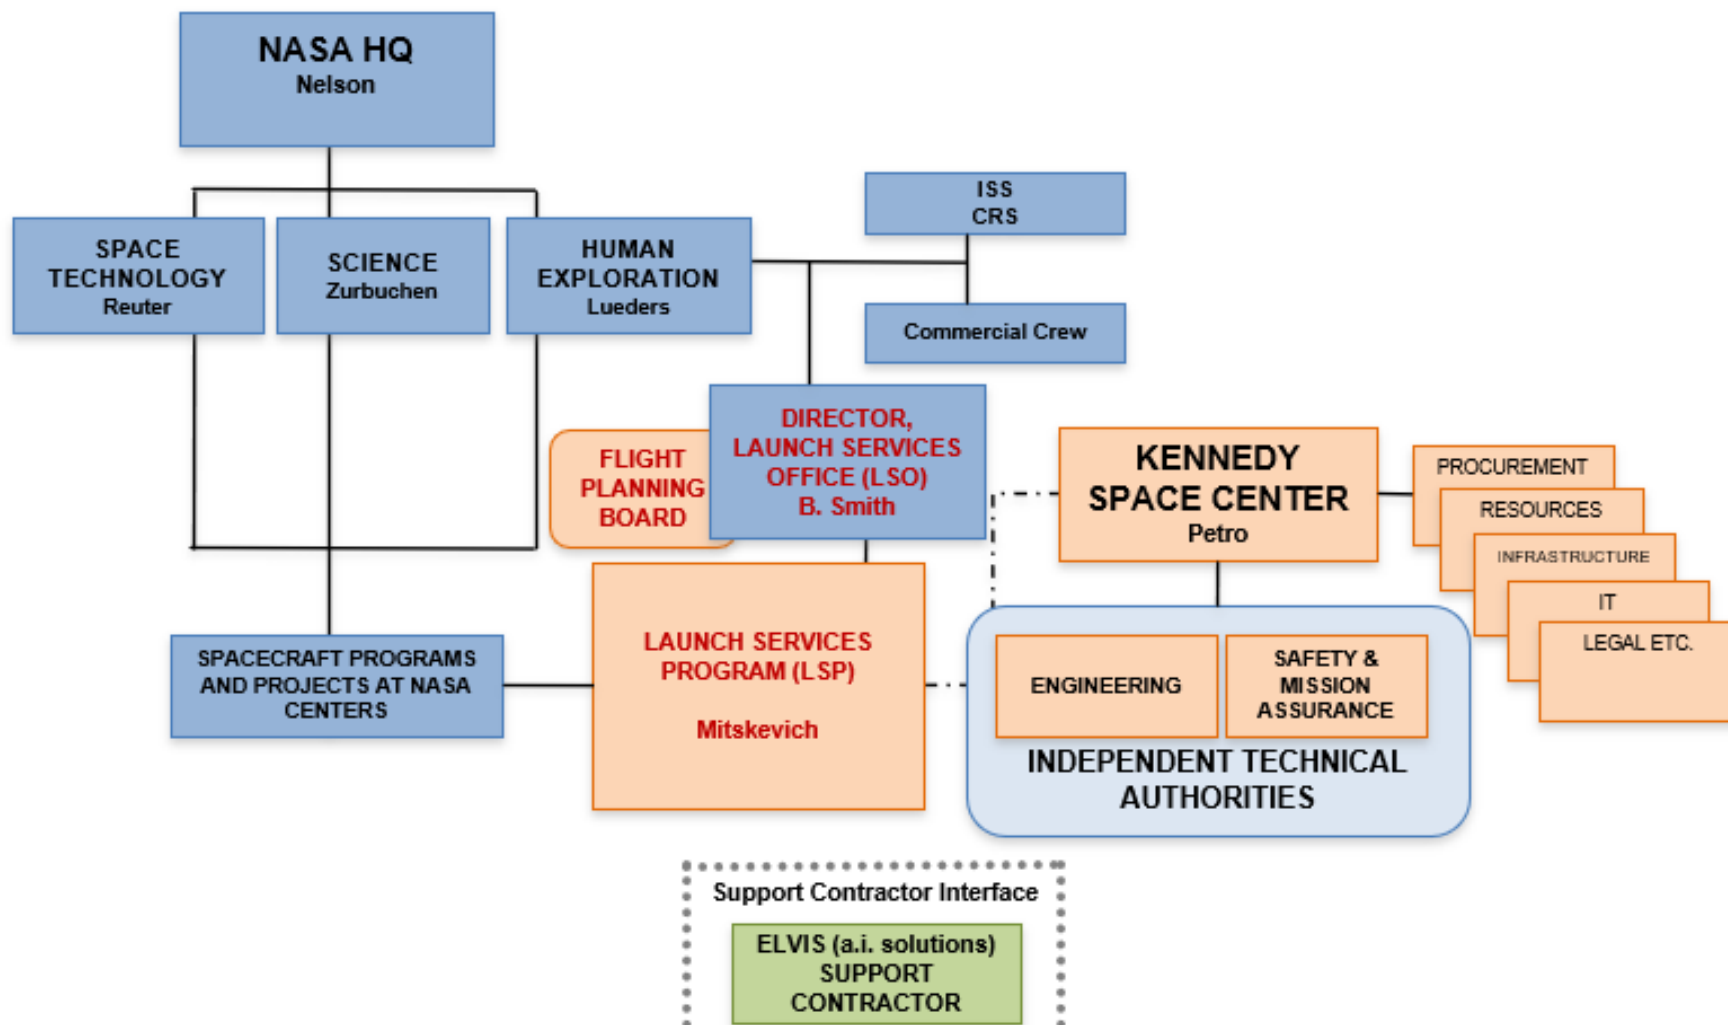 NASA HQ
Nelson
SPACE
TECHNOLOGY
Reuter
SCIENCE
Zurbuchen
HUMAN
EXPLORATION
Lueders
ISS
CRS
Commercial Crew
FLIGHT
PLANNING
BOARD
DIRECTOR,
LAUNCH SERVICES
OFFICE (LSO)
B. Smith
KENNEDY
SPACE CENTER
Petro
PROCUREMENT
RESOURCES
INFRASTRUCTURE
IT
LEGAL ETC.
SPACECRAFT PROGRAMS
AND PROJECTS AT NASA
CENTERS
LAUNCH SERVICES
PROGRAM (LSP)
Mitskevich
ENGINEERING
SAFETY &
MISSION
ASSURANCE
INDEPENDENT TECHNICAL
AUTHORITIES
Support Contractor Interface
ELVIS (a.i. solutions)
SUPPORT
CONTRACTOR